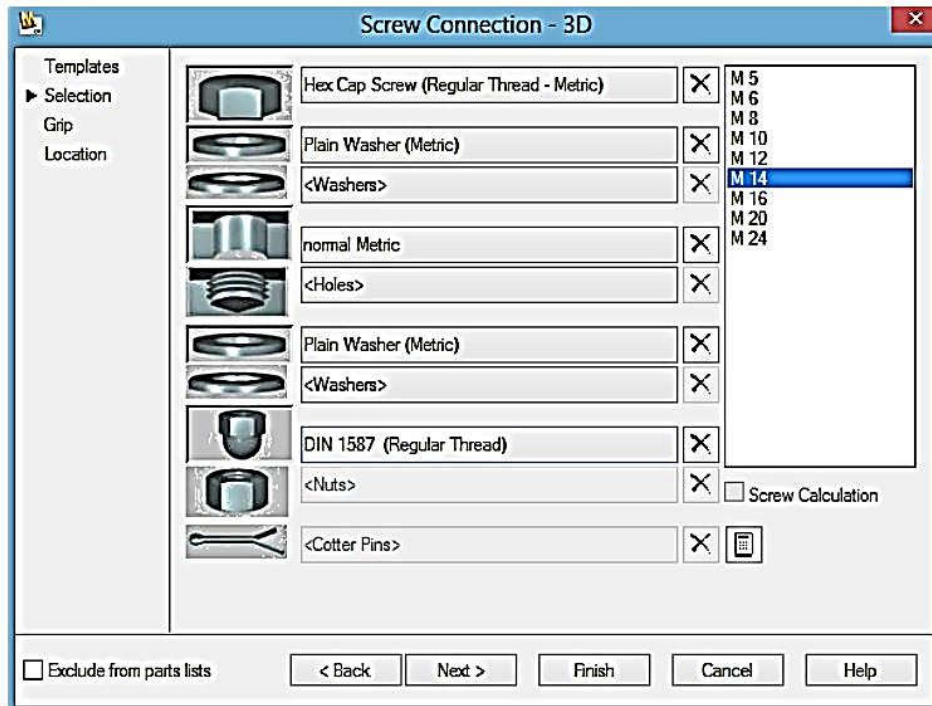 Screw Connection - 3D
Templates
Selection
Grip
Location
Hex Cap Screw (Regular Thread - Metric)
Plain Washer (Metric)
<Washers>
normal Metric
<Holes>
Plain Washer (Metric)
<Washers>
DIN 1587 (Regular Thread)
<Nuts>
<Cotter Pins>
M 5
M 6
M 8
M 10
M 12
M 14
M 16
M 20
M 24
Screw Calculation
Exclude from parts lists
< Back
Next >
Finish
Cancel
Help